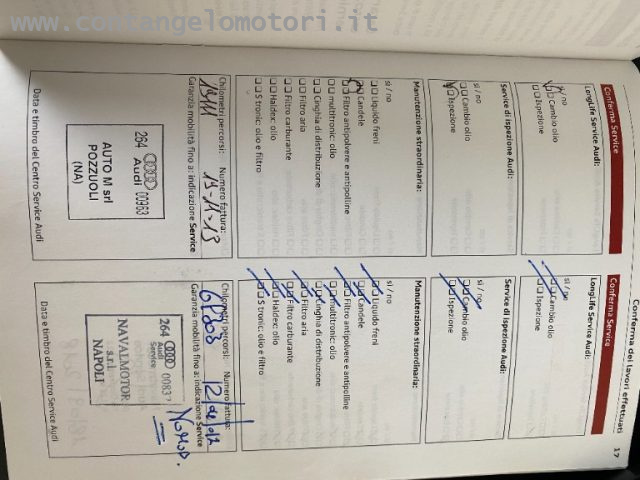 www.contangelomotori.it
Conferma dei lavori effettuati 17
Conferma Service
LongLife Service Audi:
si / no
Cambio olio
Ispezione
Service di ispezione Audi:
si / no
Cambio olio
Ispezione
Manutenzione straordinaria:
si / no
Liquido freni
Candele
Filtro antipolvere e antipolline
multitronic: olio
Cinghia di distribuzione
Filtro aria
Filtro carburante
Haldex: olio
S tronic: olio e filtro
Chilometri percorsi: Numero fattura:
19-11-13
Garanzia mobilità fino a: indicazione Service
264 Audi 00963
AUTO M srl
POZZUOLI
(NA)
Data e timbro del Centro Service Audi
Conferma Service
LongLife Service Audi:
si / no
Cambio olio
Ispezione
Service di ispezione Audi:
si / no
Cambio olio
Ispezione
Manutenzione straordinaria:
si / no
Liquido freni
Candele
Filtro antipolvere e antipolline
multitronic: olio
Cinghia di distribuzione
Filtro aria
Filtro carburante
Haldex: olio
S tronic: olio e filtro
Chilometri percorsi: Numero fattura:
Garanzia mobilità fino a: indicazione Service
264 Audi 00837
Service
NAVALMOTOR
s.r.l.
NAPOLI
Data e timbro del Centro Service Audi